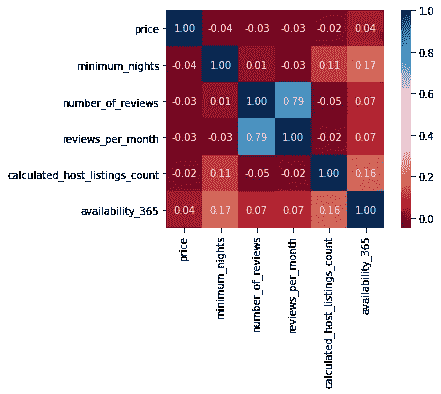 price 1.00 -0.04 -0.03 -0.03 -0.02 0.04
minimum_nights -0.04 1.00 0.01 -0.03 0.11 0.17
number_of_reviews -0.03 0.01 1.00 0.79 -0.05 0.07
reviews_per_month -0.03 -0.03 0.79 1.00 -0.02 0.07
calculated_host_listings_count -0.02 0.11 -0.05 -0.02 1.00 0.16
availability_365 0.04 0.17 0.07 0.07 0.16 1.00
price
minimum_nights
number_of_reviews
reviews_per_month
calculated_host_listings_count
availability_365
1.0
0.8
0.6
0.4
0.2
0.0